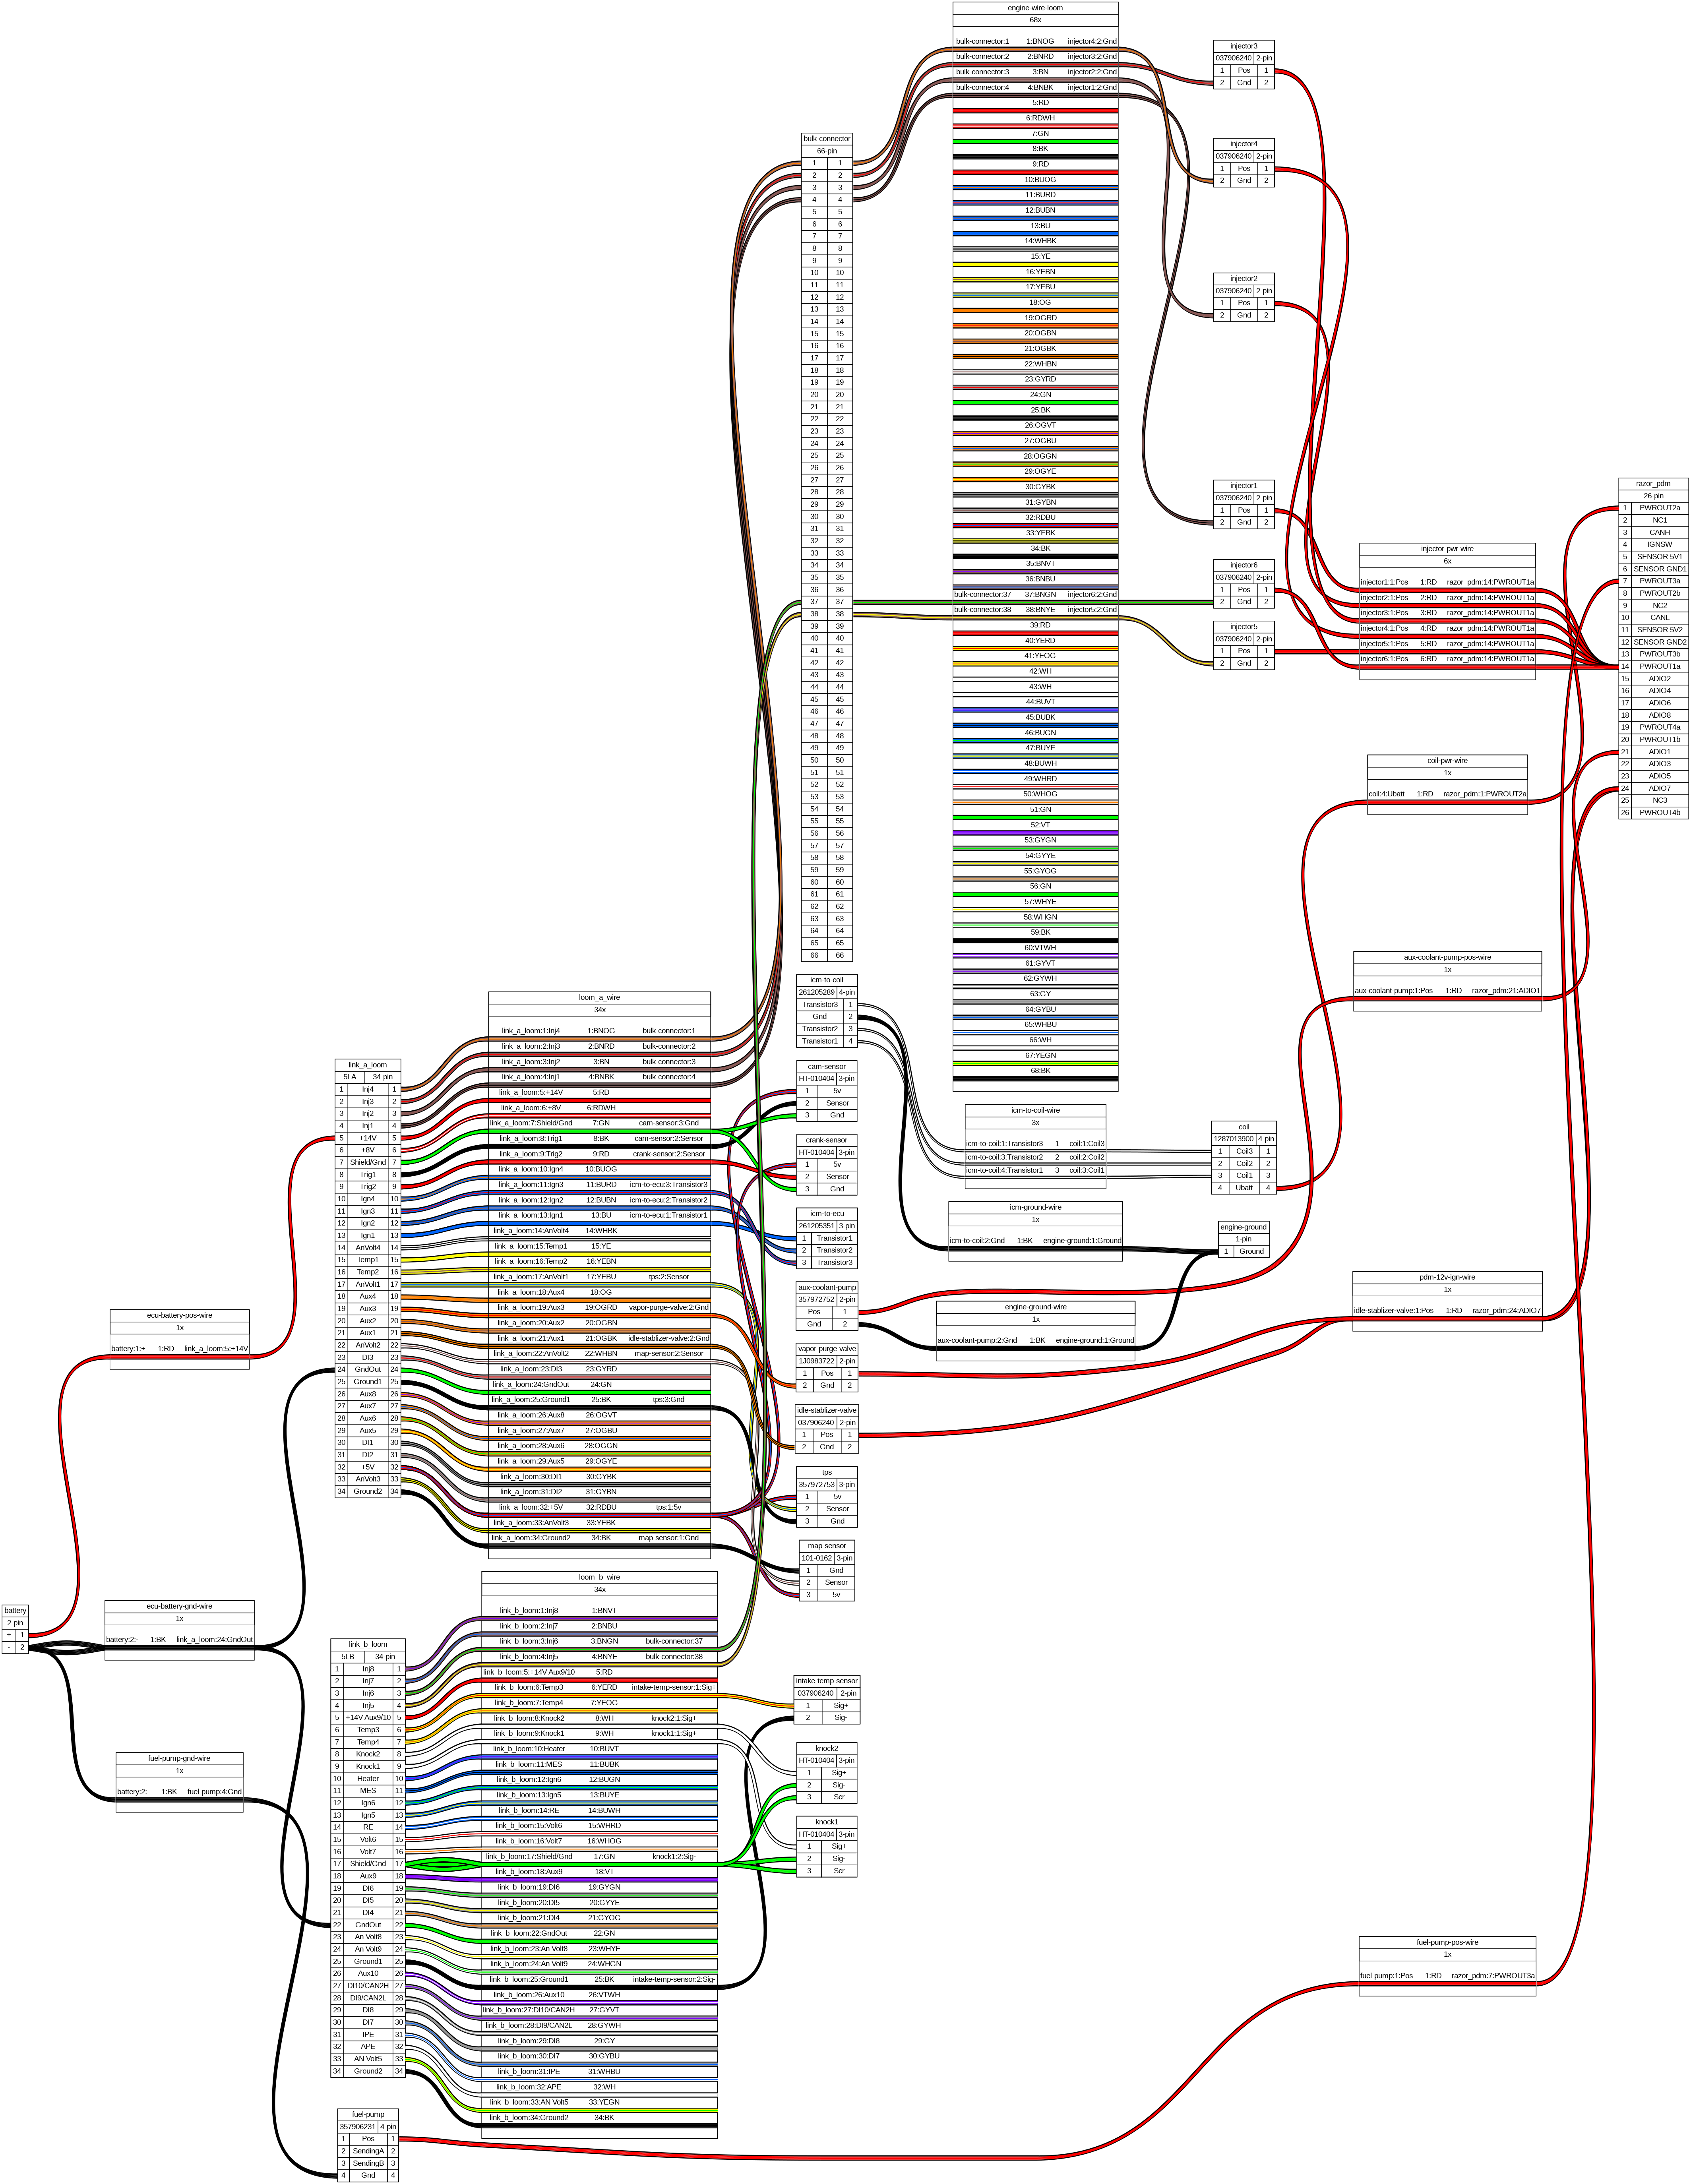 engine-wire-loom
68x
bulk-connector:1 1:BNOG injector4:2:Gnd
bulk-connector:2 2:BNRD injector3:2:Gnd
bulk-connector:3 3:BN injector2:2:Gnd
bulk-connector:4 4:BNBK injector1:2:Gnd
5:RD
6:RDWH
7:GN
8:BK
9:RD
10:BUOG
11:BURD
12:BUBN
13:BU
14:WHBK
15:YE
16:YEBN
17:YEBU
18:OG
19:OGRD
20:OGBN
21:OGBK
22:WHBN
23:GYRD
24:GN
25:BK
26:OGVT
27:OGBU
28:OGGN
29:OGYE
30:GYBK
31:GYBN
32:RDBU
33:YEBK
34:BK
35:BNVT
36:BNBU
bulk-connector:37 37:BNGN injector6:2:Gnd
bulk-connector:38 38:BNYE injector5:2:Gnd
39:RD
40:YERD
41:YEOG
42:WH
43:WH
44:BUVT
45:BUBK
46:BUGN
47:BUYE
48:BUWH
49:WHRD
50:WHOG
51:GN
52:VT
53:GYGN
54:GYYE
55:GYOG
56:GN
57:WHYE
58:WHGN
59:BK
60:VTWH
61:GYVT
62:GYWH
63:GY
64:GYBU
65:WHBU
66:WH
67:YEGN
68:BK
injector3
037906240 2-pin
1 Pos 1
2 Gnd 2
injector4
037906240 2-pin
1 Pos 1
2 Gnd 2
injector2
037906240 2-pin
1 Pos 1
2 Gnd 2
injector1
037906240 2-pin
1 Pos 1
2 Gnd 2
injector6
037906240 2-pin
1 Pos 1
2 Gnd 2
injector5
037906240 2-pin
1 Pos 1
2 Gnd 2
bulk-connector
66-pin
1 1
2 2
3 3
4 4
5 5
6 6
7 7
8 8
9 9
10 10
11 11
12 12
13 13
14 14
15 15
16 16
17 17
18 18
19 19
20 20
21 21
22 22
23 23
24 24
25 25
26 26
27 27
28 28
29 29
30 30
31 31
32 32
33 33
34 34
35 35
36 36
37 37
38 38
39 39
40 40
41 41
42 42
43 43
44 44
45 45
46 46
47 47
48 48
49 49
50 50
51 51
52 52
53 53
54 54
55 55
56 56
57 57
58 58
59 59
60 60
61 61
62 62
63 63
64 64
65 65
66 66
razor_pdm
26-pin
1 PWROUT2a
2 NC1
3 CANH
4 IGNSW
5 SENSOR 5V1
6 SENSOR GND1
7 PWROUT3a
8 PWROUT2b
9 NC2
10 CANL
11 SENSOR 5V2
12 SENSOR GND2
13 PWROUT3b
14 PWROUT1a
15 ADIO2
16 ADIO4
17 ADIO6
18 ADIO8
19 PWROUT4a
20 PWROUT1b
21 ADIO1
22 ADIO3
23 ADIO5
24 ADIO7
25 NC3
26 PWROUT4b
injector-pwr-wire
6x
injector1:1:Pos 1:RD razor_pdm:14:PWROUT1a
injector2:1:Pos 2:RD razor_pdm:14:PWROUT1a
injector3:1:Pos 3:RD razor_pdm:14:PWROUT1a
injector4:1:Pos 4:RD razor_pdm:14:PWROUT1a
injector5:1:Pos 5:RD razor_pdm:14:PWROUT1a
injector6:1:Pos 6:RD razor_pdm:14:PWROUT1a
coil-pwr-wire
1x
coil:4:Ubatt 1:RD razor_pdm:1:PWROUT2a
aux-coolant-pump-pos-wire
1x
aux-coolant-pump:1:Pos 1:RD razor_pdm:21:ADIO1
icm-to-coil
261205289 4-pin
Transistor3 1
Gnd 2
Transistor2 3
Transistor1 4
cam-sensor
HT-010404 3-pin
1 5v
2 Sensor
3 Gnd
crank-sensor
HT-010404 3-pin
1 5v
2 Sensor
3 Gnd
icm-to-ecu
261205351 3-pin
1 Transistor1
2 Transistor2
3 Transistor3
aux-coolant-pump
357972752 2-pin
Pos 1
Gnd 2
vapor-purge-valve
1J0983722 2-pin
1 Pos 1
2 Gnd 2
idle-stablizer-valve
037906240 2-pin
1 Pos 1
2 Gnd 2
tps
357972753 3-pin
1 5v
2 Sensor
3 Gnd
map-sensor
101-0162 3-pin
1 Gnd
2 Sensor
3 5v
icm-to-coil-wire
3x
icm-to-coil:1:Transistor3 1 coil:1:Coil3
icm-to-coil:3:Transistor2 2 coil:2:Coil2
icm-to-coil:4:Transistor1 3 coil:3:Coil1
icm-ground-wire
1x
icm-to-coil:2:Gnd 1:BK engine-ground:1:Ground
engine-ground-wire
1x
aux-coolant-pump:2:Gnd 1:BK engine-ground:1:Ground
coil
1287013900 4-pin
1 Coil3 1
2 Coil2 2
3 Coil1 3
4 Ubatt 4
engine-ground
1-pin
1 Ground
pdm-12v-ign-wire
1x
idle-stablizer-valve:1:Pos 1:RD razor_pdm:24:ADIO7
link_a_loom
5LA 34-pin
1 Inj4 1
2 Inj3 2
3 Inj2 3
4 Inj1 4
5 +14V 5
6 +8V 6
7 Shield/Gnd 7
8 Trig1 8
9 Trig2 9
10 Ign4 10
11 Ign3 11
12 Ign2 12
13 Ign1 13
14 AnVolt4 14
15 Temp1 15
16 Temp2 16
17 AnVolt1 17
18 Aux4 18
19 Aux3 19
20 Aux2 20
21 Aux1 21
22 AnVolt2 22
23 DI3 23
24 GndOut 24
25 Ground1 25
26 Aux8 26
27 Aux7 27
28 Aux6 28
29 Aux5 29
30 DI1 30
31 DI2 31
32 +5V 32
33 AnVolt3 33
34 Ground2 34
loom_a_wire
34x
link_a_loom:1:Inj4 1:BNOG bulk-connector:1
link_a_loom:2:Inj3 2:BNRD bulk-connector:2
link_a_loom:3:Inj2 3:BN bulk-connector:3
link_a_loom:4:Inj1 4:BNBK bulk-connector:4
link_a_loom:5:+14V 5:RD
link_a_loom:6:+8V 6:RDWH
link_a_loom:7:Shield/Gnd 7:GN cam-sensor:3:Gnd
link_a_loom:8:Trig1 8:BK cam-sensor:2:Sensor
link_a_loom:9:Trig2 9:RD crank-sensor:2:Sensor
link_a_loom:10:Ign4 10:BUOG
link_a_loom:11:Ign3 11:BURD icm-to-ecu:3:Transistor3
link_a_loom:12:Ign2 12:BUBN icm-to-ecu:2:Transistor2
link_a_loom:13:Ign1 13:BU icm-to-ecu:1:Transistor1
link_a_loom:14:AnVolt4 14:WHBK
link_a_loom:15:Temp1 15:YE
link_a_loom:16:Temp2 16:YEBN
link_a_loom:17:AnVolt1 17:YEBU tps:2:Sensor
link_a_loom:18:Aux4 18:OG
link_a_loom:19:Aux3 19:OGRD vapor-purge-valve:2:Gnd
link_a_loom:20:Aux2 20:OGBN
link_a_loom:21:Aux1 21:OGBK idle-stablizer-valve:2:Gnd
link_a_loom:22:AnVolt2 22:WHBN map-sensor:2:Sensor
link_a_loom:23:DI3 23:GYRD
link_a_loom:24:GndOut 24:GN
link_a_loom:25:Ground1 25:BK tps:3:Gnd
link_a_loom:26:Aux8 26:OGVT
link_a_loom:27:Aux7 27:OGBU
link_a_loom:28:Aux6 28:OGGN
link_a_loom:29:Aux5 29:OGYE
link_a_loom:30:DI1 30:GYBK
link_a_loom:31:DI2 31:GYBN
link_a_loom:32:+5V 32:RDBU tps:1:5v
link_a_loom:33:AnVolt3 33:YEBK
link_a_loom:34:Ground2 34:BK map-sensor:1:Gnd
ecu-battery-pos-wire
1x
battery:1:+ 1:RD link_a_loom:5:+14V
battery
2-pin
+ 1
- 2
ecu-battery-gnd-wire
1x
battery:2:- 1:BK link_a_loom:24:GndOut
fuel-pump-gnd-wire
1x
battery:2:- 1:BK fuel-pump:4:Gnd
link_b_loom
5LB 34-pin
1 Inj8 1
2 Inj7 2
3 Inj6 3
4 Inj5 4
5 +14V Aux9/10 5
6 Temp3 6
7 Temp4 7
8 Knock2 8
9 Knock1 9
10 Heater 10
11 MES 11
12 Ign6 12
13 Ign5 13
14 RE 14
15 Volt6 15
16 Volt7 16
17 Shield/Gnd 17
18 Aux9 18
19 DI6 19
20 DI5 20
21 DI4 21
22 GndOut 22
23 An Volt8 23
24 An Volt9 24
25 Ground1 25
26 Aux10 26
27 DI10/CAN2H 27
28 DI9/CAN2L 28
29 DI8 29
30 DI7 30
31 IPE 31
32 APE 32
33 AN Volt5 33
34 Ground2 34
loom_b_wire
34x
link_b_loom:1:Inj8 1:BNVT
link_b_loom:2:Inj7 2:BNBU
link_b_loom:3:Inj6 3:BNGN bulk-connector:37
link_b_loom:4:Inj5 4:BNYE bulk-connector:38
link_b_loom:5:+14V Aux9/10 5:RD
link_b_loom:6:Temp3 6:YERD intake-temp-sensor:1:Sig+
link_b_loom:7:Temp4 7:YEOG
link_b_loom:8:Knock2 8:WH knock2:1:Sig+
link_b_loom:9:Knock1 9:WH knock1:1:Sig+
link_b_loom:10:Heater 10:BUVT
link_b_loom:11:MES 11:BUBK
link_b_loom:12:Ign6 12:BUGN
link_b_loom:13:Ign5 13:BUYE
link_b_loom:14:RE 14:BUWH
link_b_loom:15:Volt6 15:WHRD
link_b_loom:16:Volt7 16:WHOG
link_b_loom:17:Shield/Gnd 17:GN knock1:2:Sig-
link_b_loom:18:Aux9 18:VT
link_b_loom:19:DI6 19:GYGN
link_b_loom:20:DI5 20:GYYE
link_b_loom:21:DI4 21:GYOG
link_b_loom:22:GndOut 22:GN
link_b_loom:23:An Volt8 23:WHYE
link_b_loom:24:An Volt9 24:WHGN
link_b_loom:25:Ground1 25:BK intake-temp-sensor:2:Sig-
link_b_loom:26:Aux10 26:VTWH
link_b_loom:27:DI10/CAN2H 27:GYVT
link_b_loom:28:DI9/CAN2L 28:GYWH
link_b_loom:29:DI8 29:GY
link_b_loom:30:DI7 30:GYBU
link_b_loom:31:IPE 31:WHBU
link_b_loom:32:APE 32:WH
link_b_loom:33:AN Volt5 33:YEGN
link_b_loom:34:Ground2 34:BK
intake-temp-sensor
037906240 2-pin
1 Sig+
2 Sig-
knock2
HT-010404 3-pin
1 Sig+
2 Sig-
3 Scr
knock1
HT-010404 3-pin
1 Sig+
2 Sig-
3 Scr
fuel-pump-pos-wire
1x
fuel-pump:1:Pos 1:RD razor_pdm:7:PWROUT3a
fuel-pump
357906231 4-pin
1 Pos 1
2 SendingA 2
3 SendingB 3
4 Gnd 4